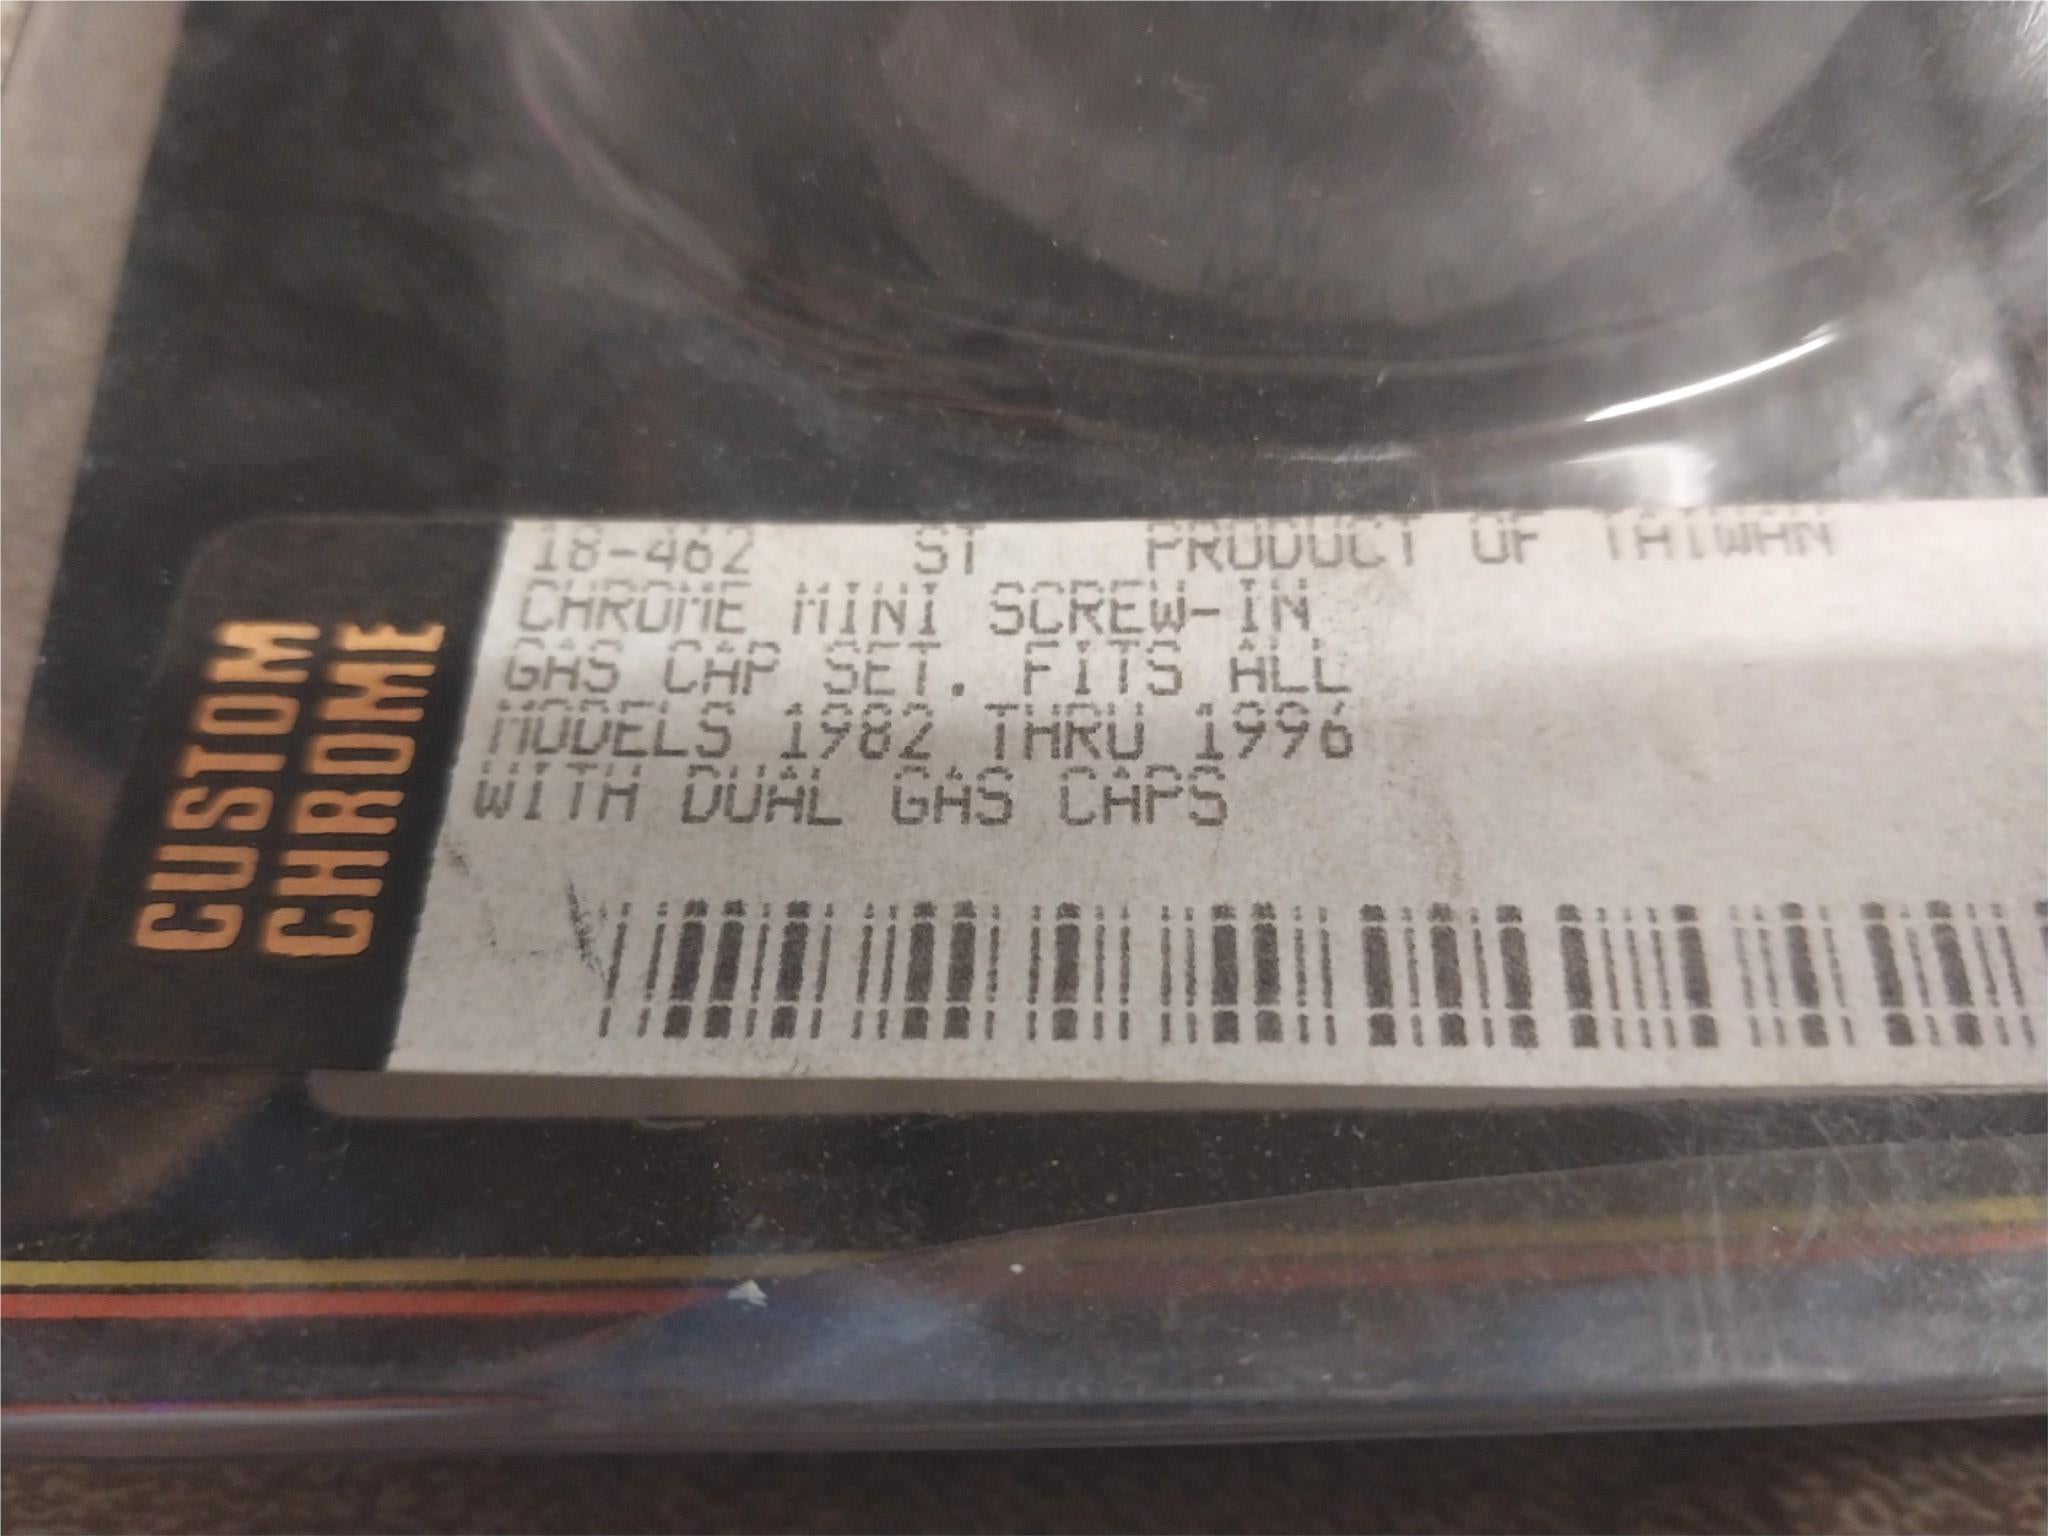 CUSTOM
CHROME
18-462 ST PRODUCT OF TAIWAN
CHROME MINI SCREW-IN
GAS CAP SET. FITS ALL
MODELS 1982 THRU 1996
WITH DUAL GAS CAPS